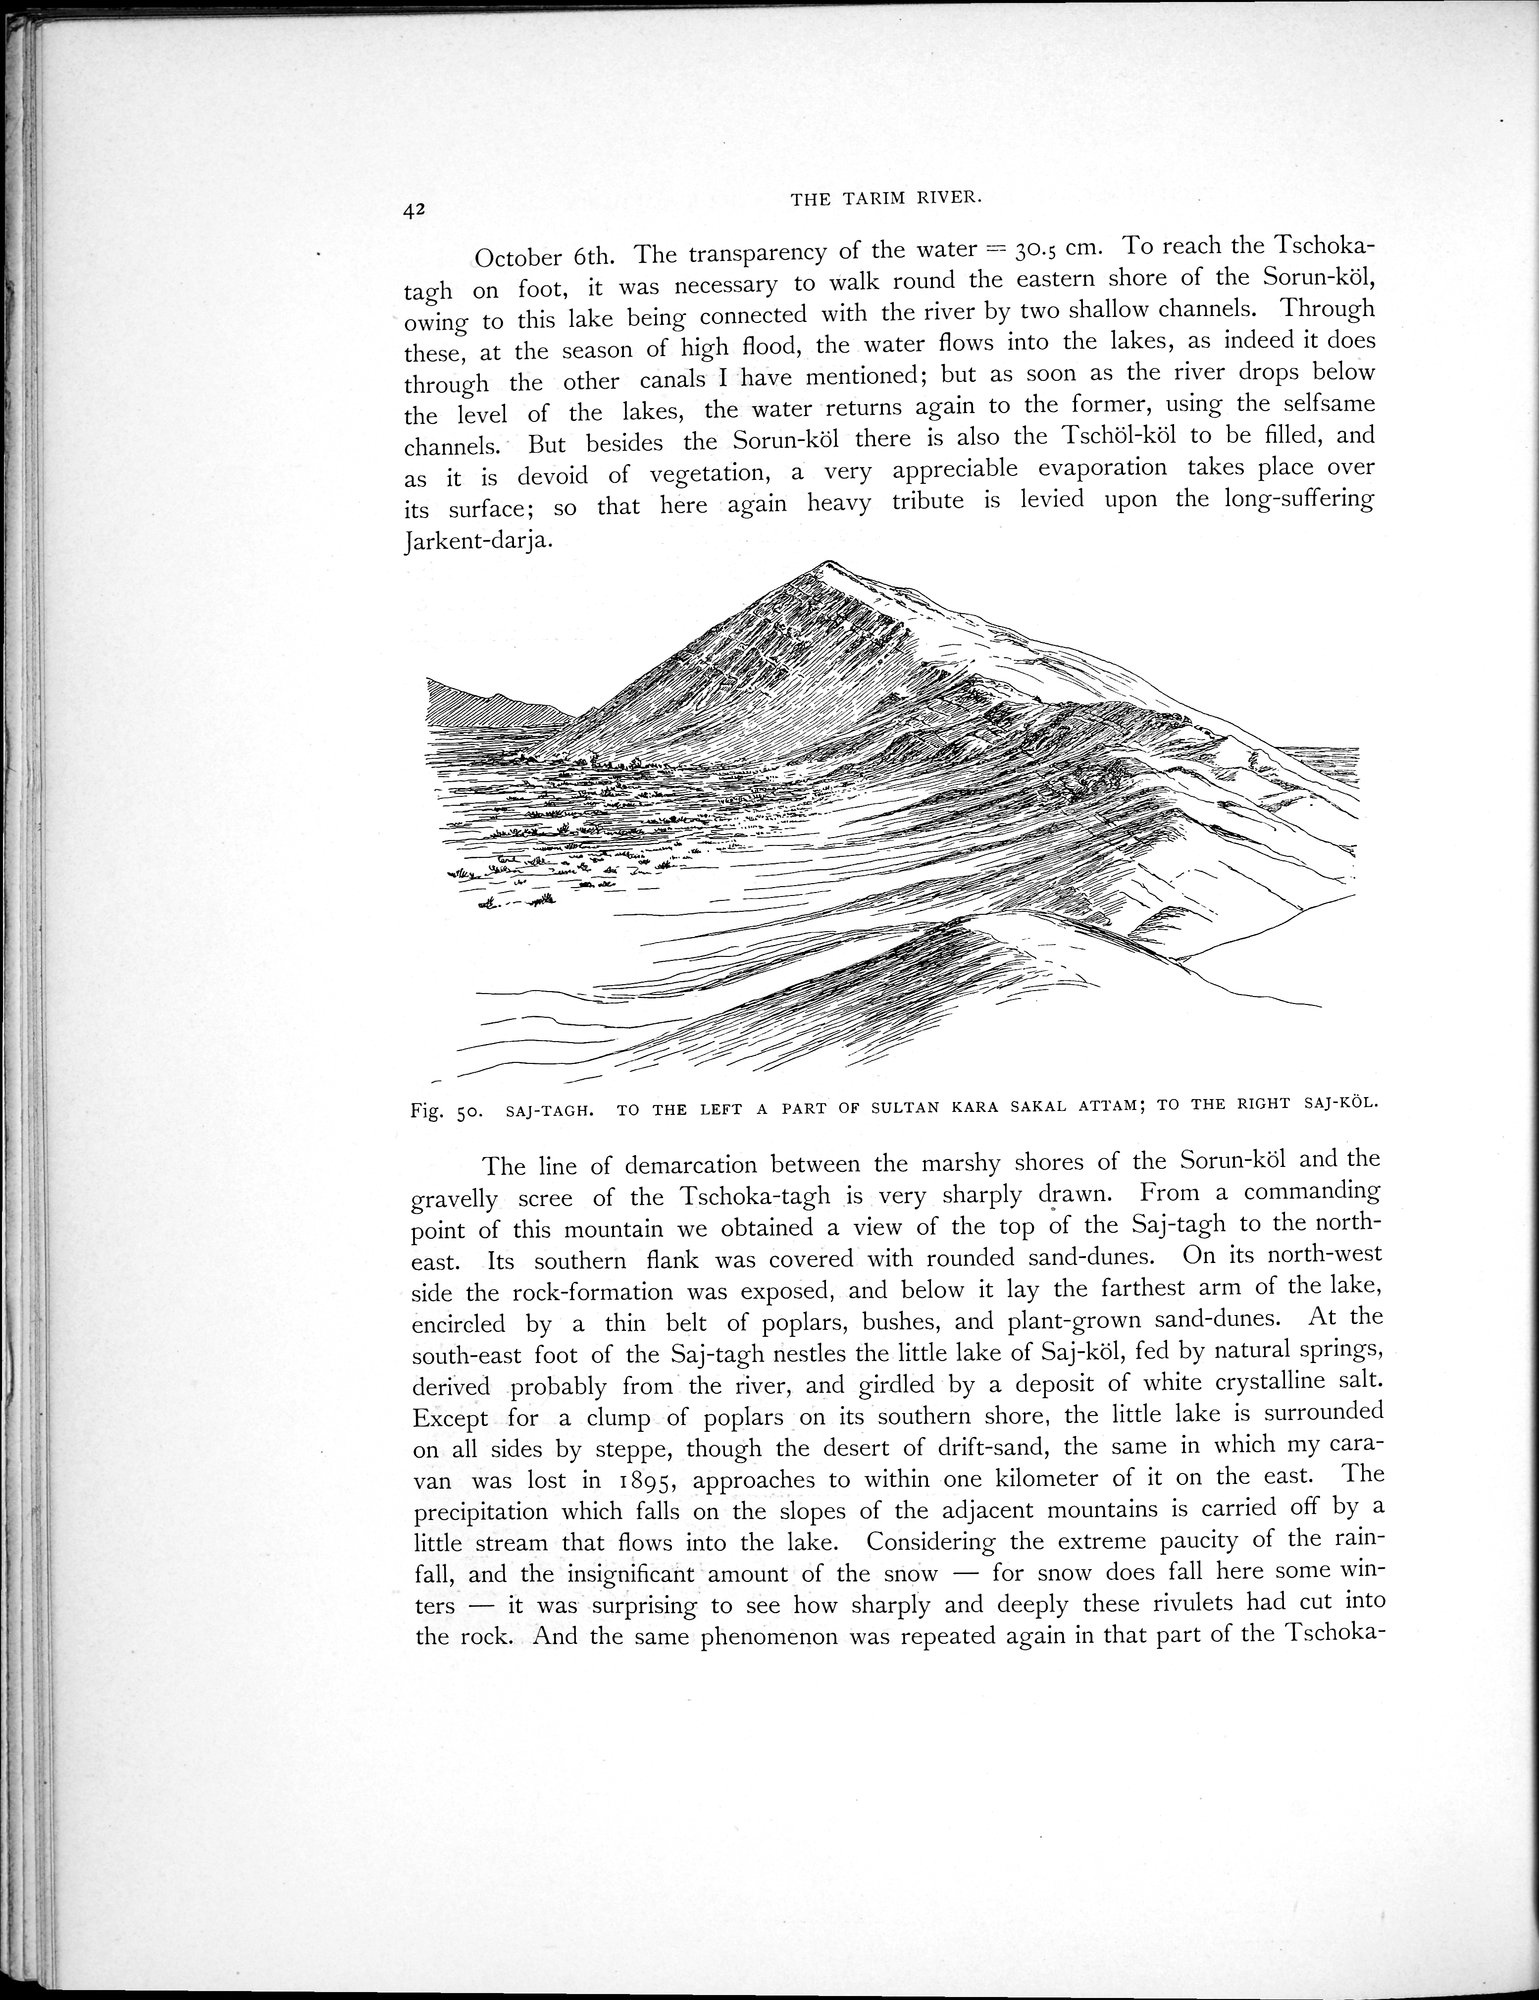 42
THE TARIM RIVER.
October 6th. The transparency of the water = 30.5 cm. To reach the Tschoka-
tagh on foot, it was necessary to walk round the eastern shore of the Sorun-köl,
owing to this lake being connected with the river by two shallow channels. Through
these, at the season of high flood, the water flows into the lakes, as indeed it does
through the other canals I have mentioned; but as soon as the river drops below
the level of the lakes, the water returns again to the former, using the selfsame
channels. But besides the Sorun-köl there is also the Tschöl-köl to be filled, and
as it is devoid of vegetation, a very appreciable evaporation takes place over
its surface; so that here again heavy tribute is levied upon the long-suffering
Jarkent-darja.
Fig. 50. SAJ-TAGH. TO THE LEFT A PART OF SULTAN KARA SAKAL ATTAM; TO THE RIGHT SAJ-KÖL.
The line of demarcation between the marshy shores of the Sorun-köl and the
gravelly scree of the Tschoka-tagh is very sharply drawn. From a commanding
point of this mountain we obtained a view of the top of the Saj-tagh to the north-
east. Its southern flank was covered with rounded sand-dunes. On its north-west
side the rock-formation was exposed, and below it lay the farthest arm of the lake,
encircled by a thin belt of poplars, bushes, and plant-grown sand-dunes. At the
south-east foot of the Saj-tagh nestles the little lake of Saj-köl, fed by natural springs,
derived probably from the river, and girdled by a deposit of white crystalline salt.
Except for a clump of poplars on its southern shore, the little lake is surrounded
on all sides by steppe, though the desert of drift-sand, the same in which my cara-
van was lost in 1895, approaches to within one kilometer of it on the east. The
precipitation which falls on the slopes of the adjacent mountains is carried off by a
little stream that flows into the lake. Considering the extreme paucity of the rain-
fall, and the insignificant amount of the snow — for snow does fall here some win-
ters — it was surprising to see how sharply and deeply these rivulets had cut into
the rock. And the same phenomenon was repeated again in that part of the Tschoka-